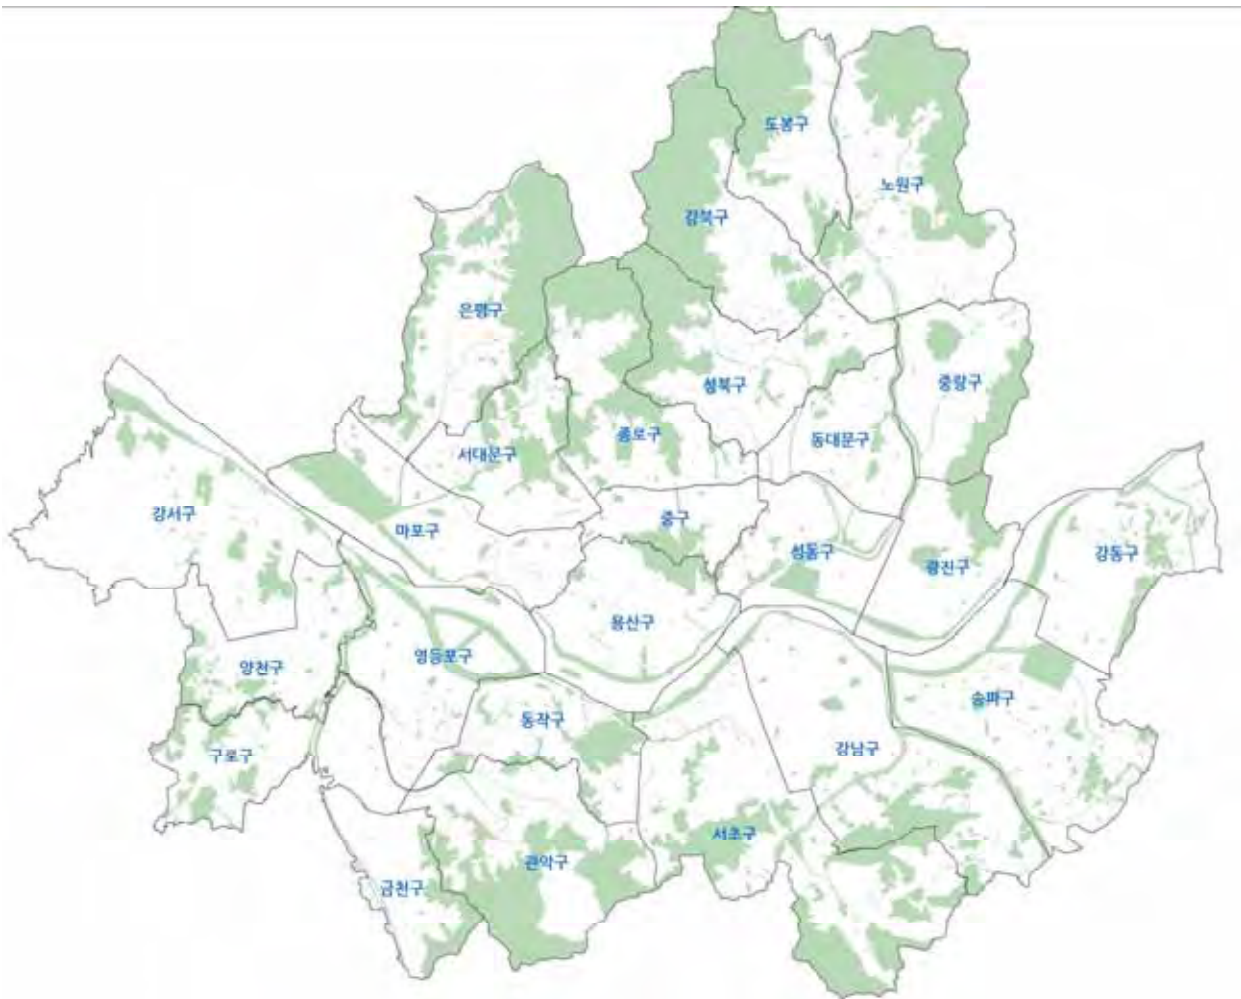 도봉구
노원구
강북구
은평구
성북구
중랑구
종로구
동대문구
서대문구
강서구
중구
마포구
성동구
강동구
광진구
용산구
영등포구
양천구
송파구
동작구
강남구
구로구
서초구
관악구
금천구